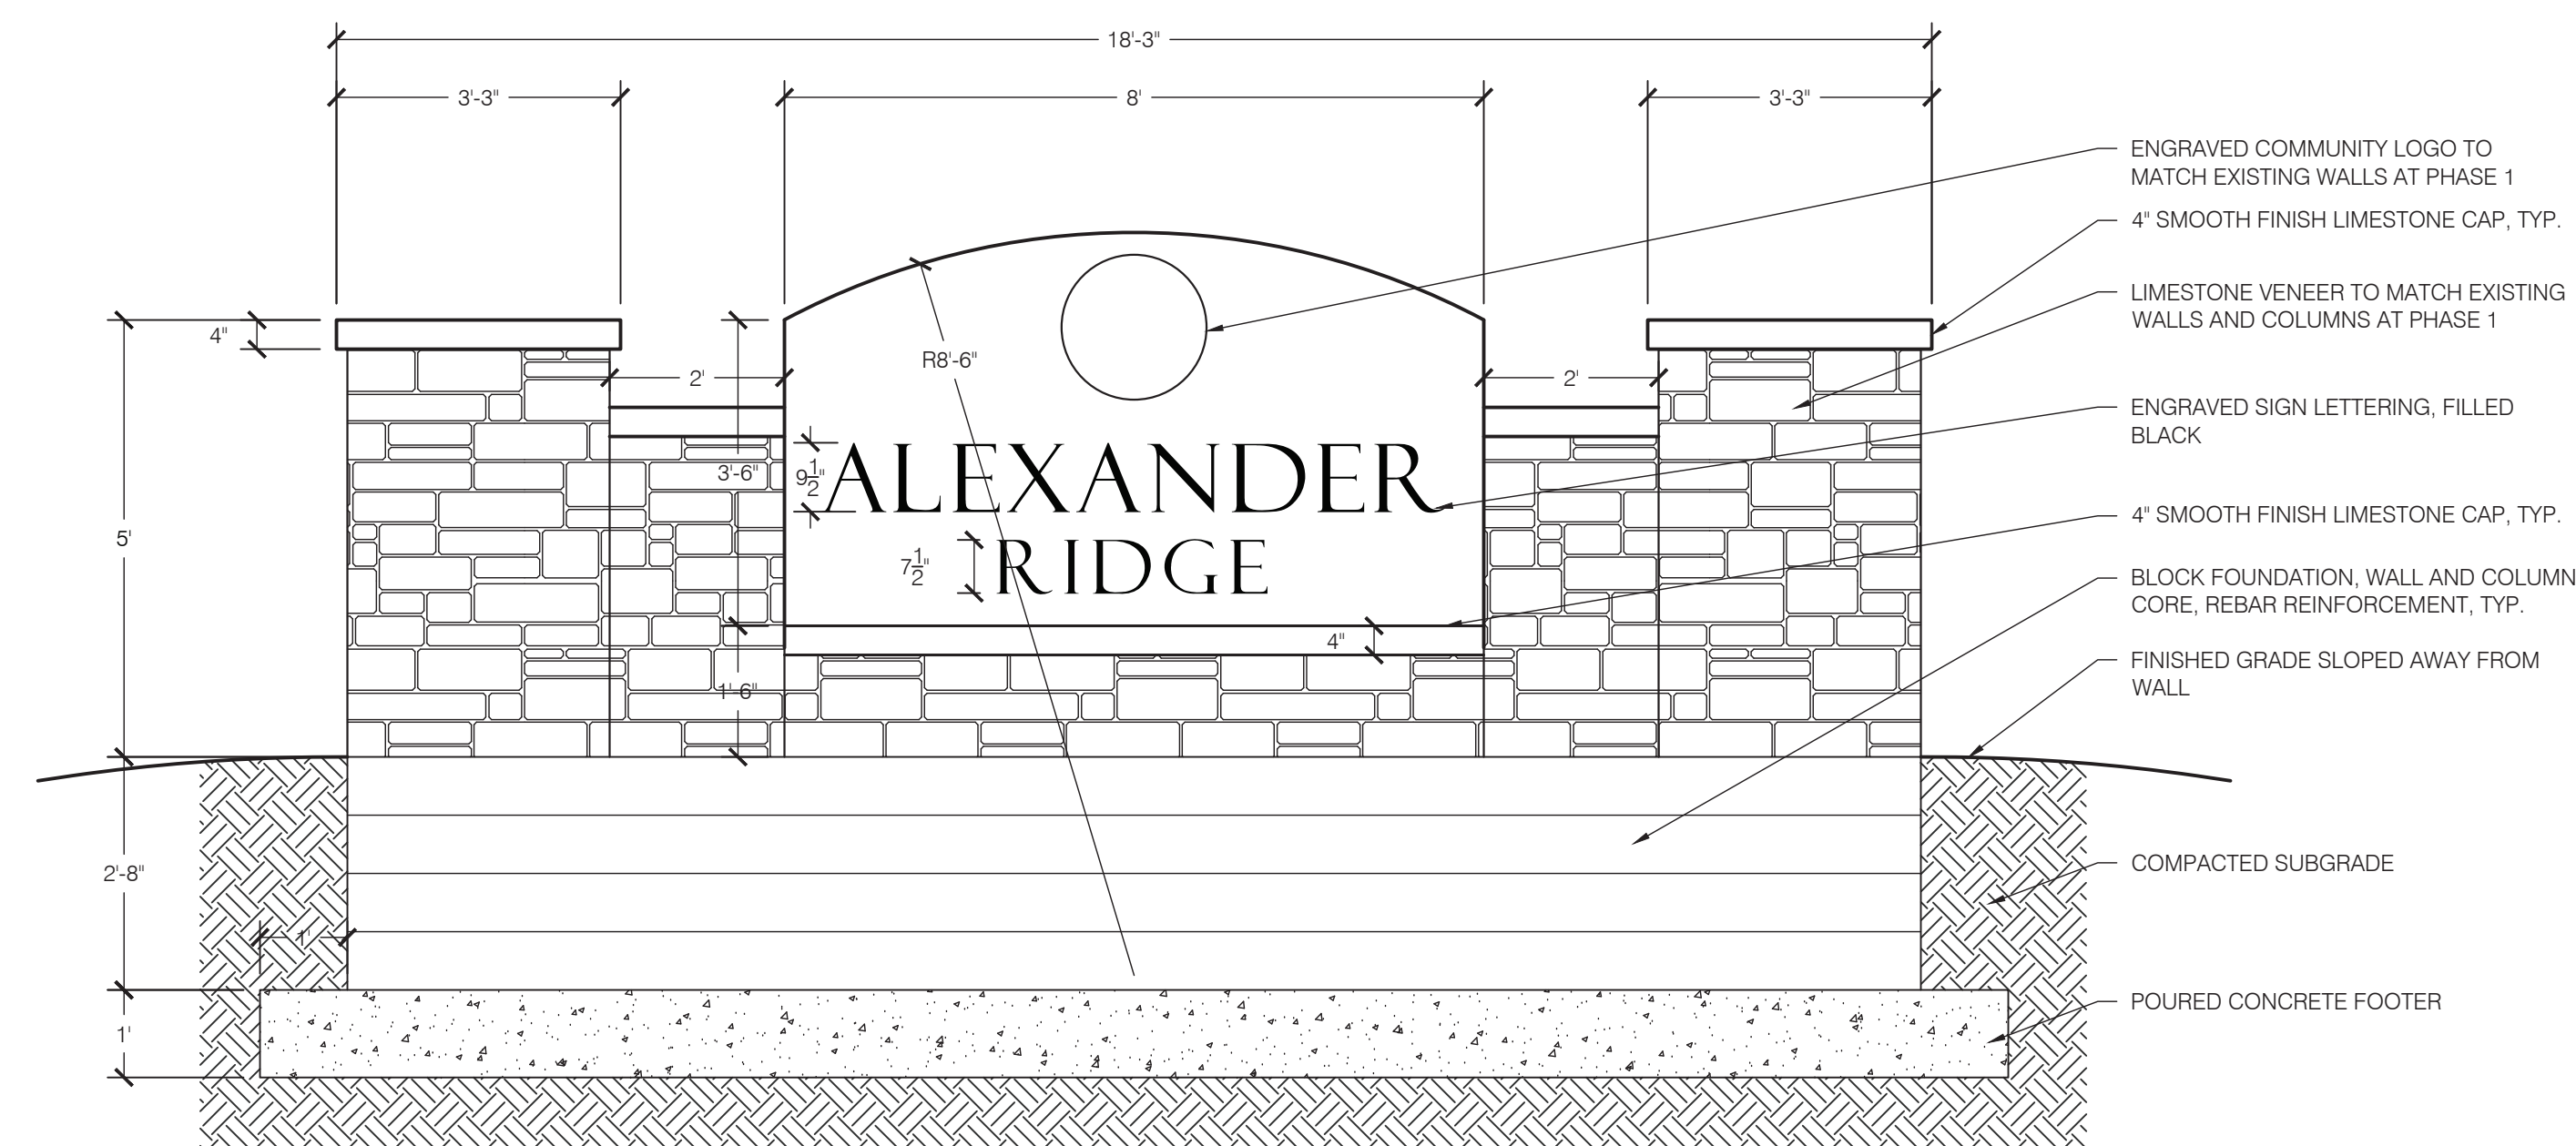 18'-3"
3'-3"
8'
3'-3"
ENGRAVED COMMUNITY LOGO TO
MATCH EXISTING WALLS AT PHASE 1
4" SMOOTH FINISH LIMESTONE CAP, TYP.
LIMESTONE VENEER TO MATCH EXISTING
WALLS AND COLUMNS AT PHASE 1
4"
R8'-6"
2'
2'
ENGRAVED SIGN LETTERING, FILLED
BLACK
3'-6"
9 1/2"
ALEXANDER
4" SMOOTH FINISH LIMESTONE CAP, TYP.
5'
7 1/2"
RIDGE
BLOCK FOUNDATION, WALL AND COLUMN
CORE, REBAR REINFORCEMENT, TYP.
4"
FINISHED GRADE SLOPED AWAY FROM
WALL
1'-6"
2'-8"
COMPACTED SUBGRADE
1'
POURED CONCRETE FOOTER
1'